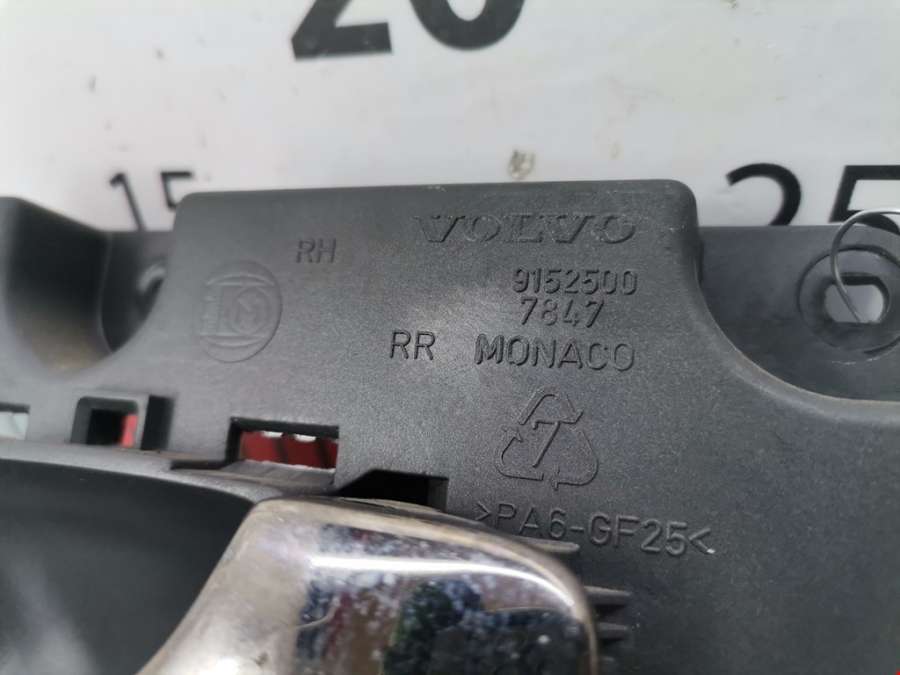 20
15
25
RH
VOLVO
9152500
7847
RR MONACO
7
>PA6-GF25<